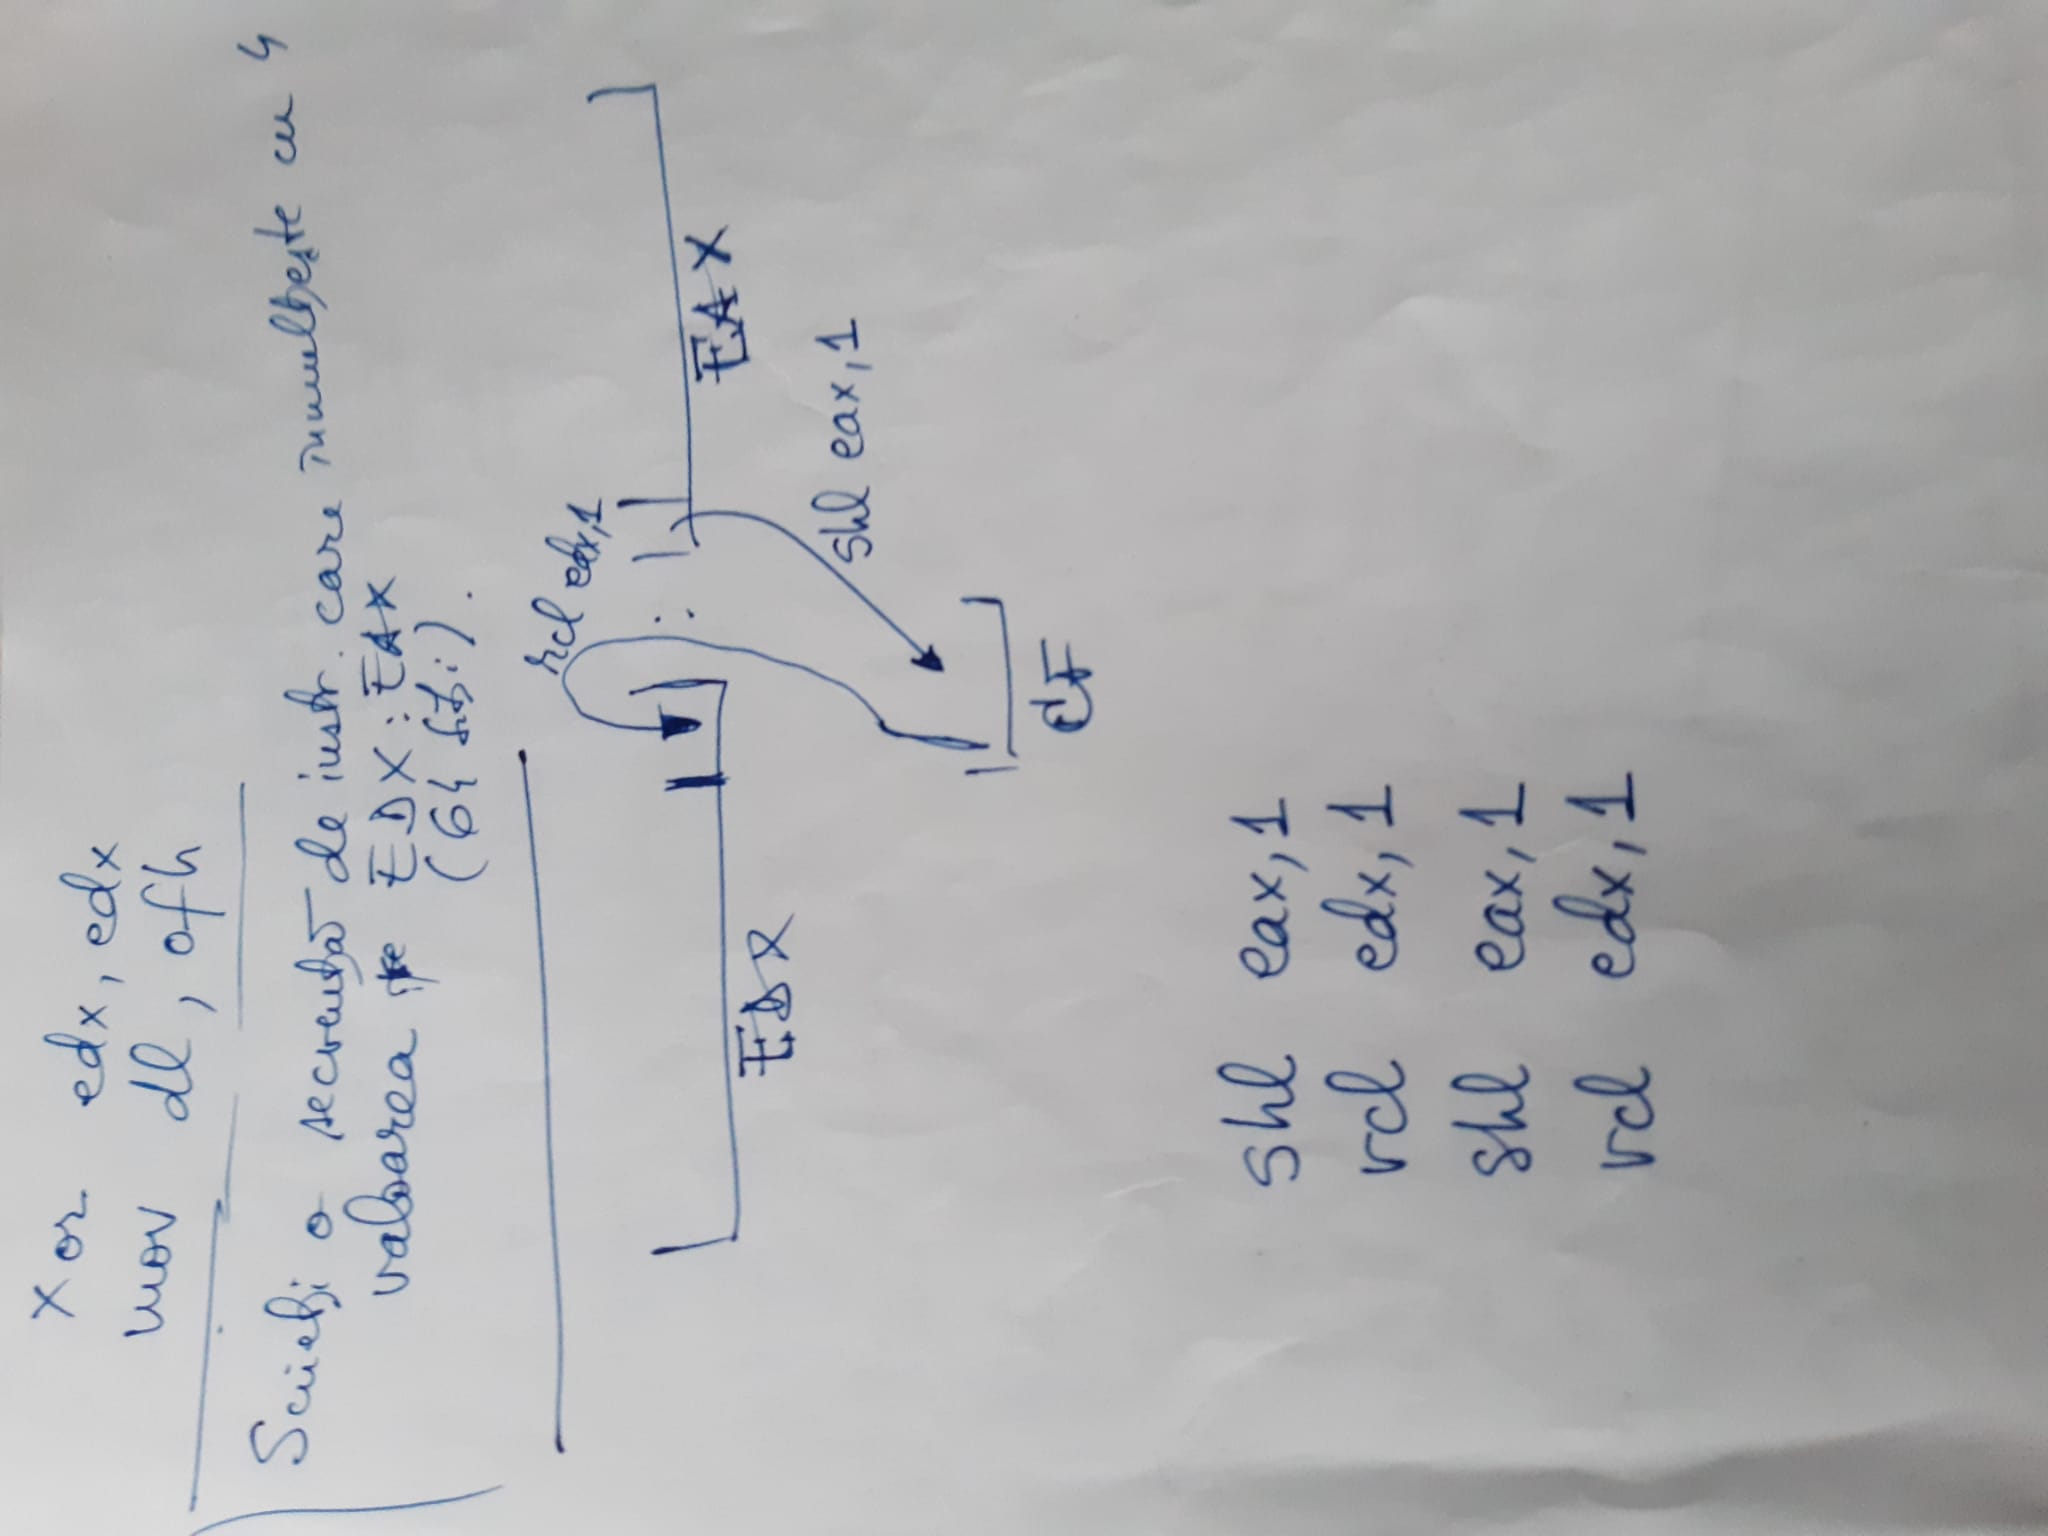 xor edx, edx
mov dl, 0fh
Scrieți o secvență de instr. care înmulțește cu 4
valoarea EDX:EAX
(64 biți).
rcl edx,1
:
EDX
EAX
shl eax,1
CF
shl eax,1
rcl edx,1
shl eax,1
rcl edx,1